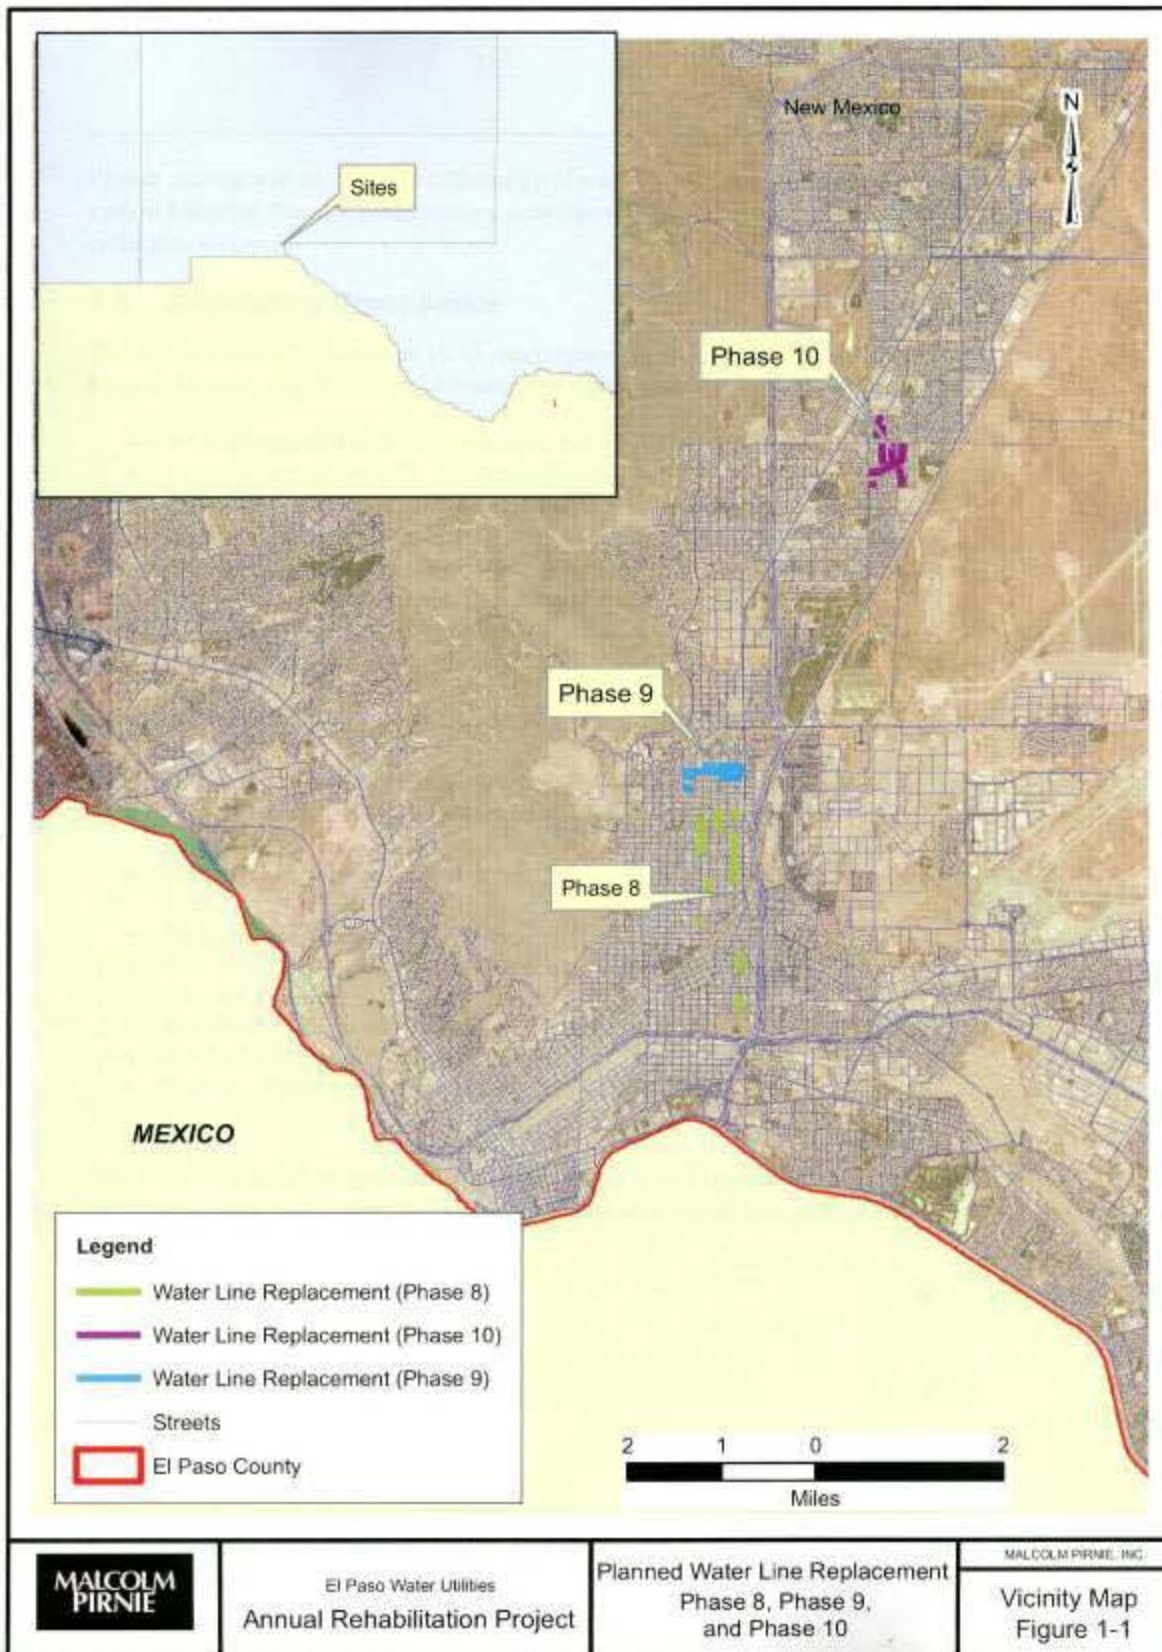 Sites
New Mexico
N
Phase 10
Phase 9
Phase 8
MEXICO
Legend
Water Line Replacement (Phase 8)
Water Line Replacement (Phase 10)
Water Line Replacement (Phase 9)
Streets
El Paso County
2 1 0 2
Miles
MALCOLM
PIRNIE
El Paso Water Utilities
Annual Rehabilitation Project
Planned Water Line Replacement
Phase 8, Phase 9,
and Phase 10
MALCOLM PIRNIE, INC.
Vicinity Map
Figure 1-1